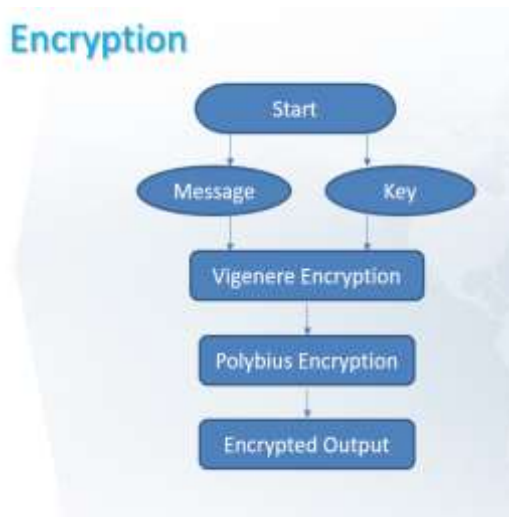 Encryption
Start
Message
Key
Vigenere Encryption
Polybius Encryption
Encrypted Output